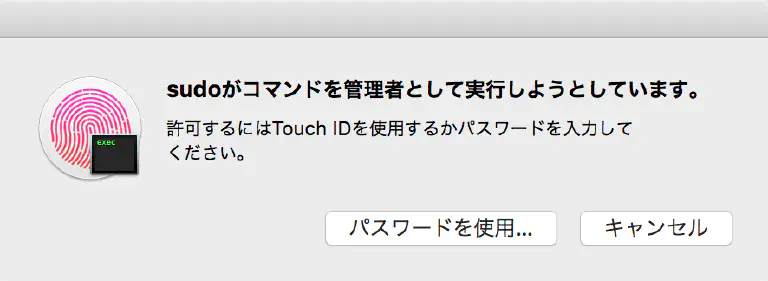 sudoがコマンドを管理者として実行しようとしています。
許可するにはTouch IDを使用するかパスワードを入力して
ください。
exec
パスワードを使用...
キャンセル